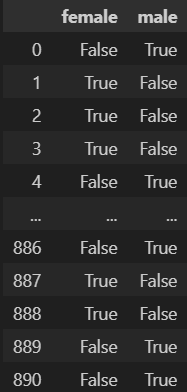 female male
0 False True
1 True False
2 True False
3 True False
4 False True
... ... ...
886 False True
887 True False
888 True False
889 False True
890 False True